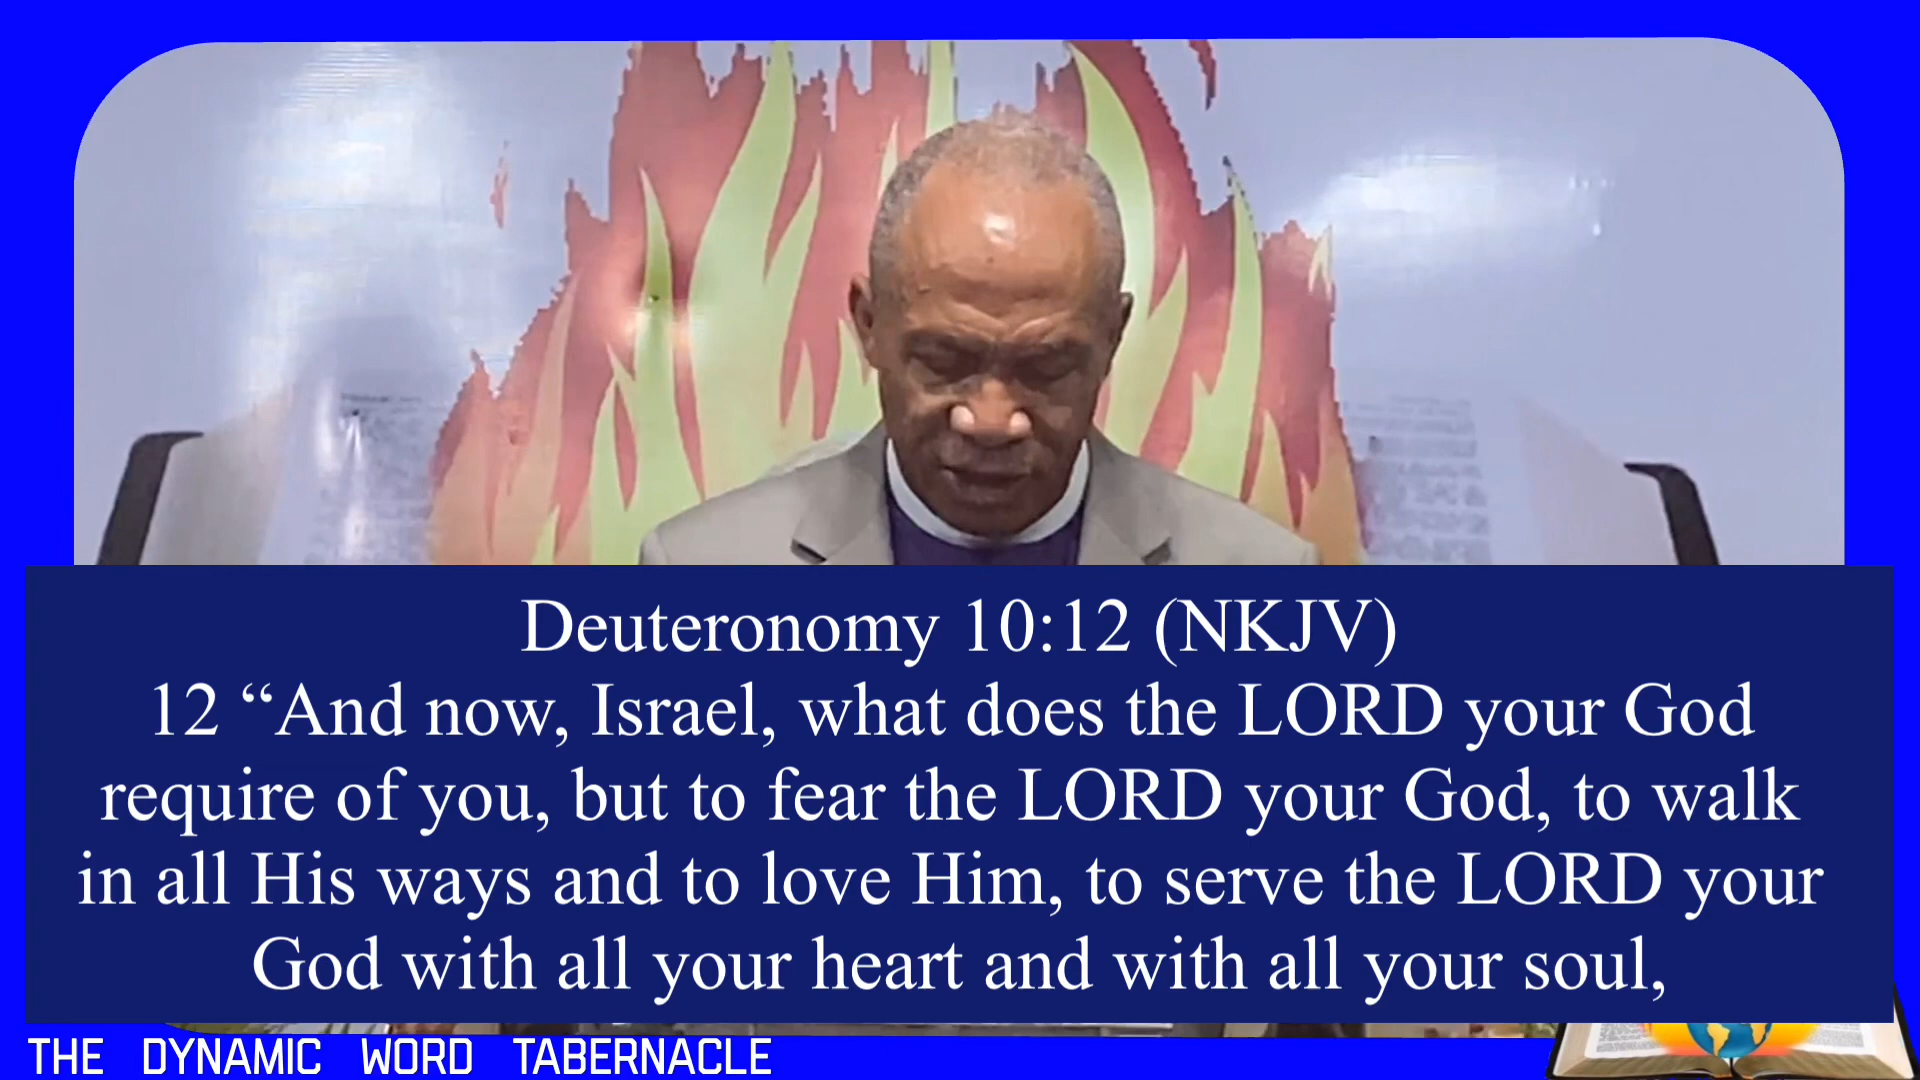 Deuteronomy 10:12 (NKJV)
12 “And now, Israel, what does the LORD your God
require of you, but to fear the LORD your God, to walk
in all His ways and to love Him, to serve the LORD your
God with all your heart and with all your soul,
THE DYNAMIC WORD TABERNACLE